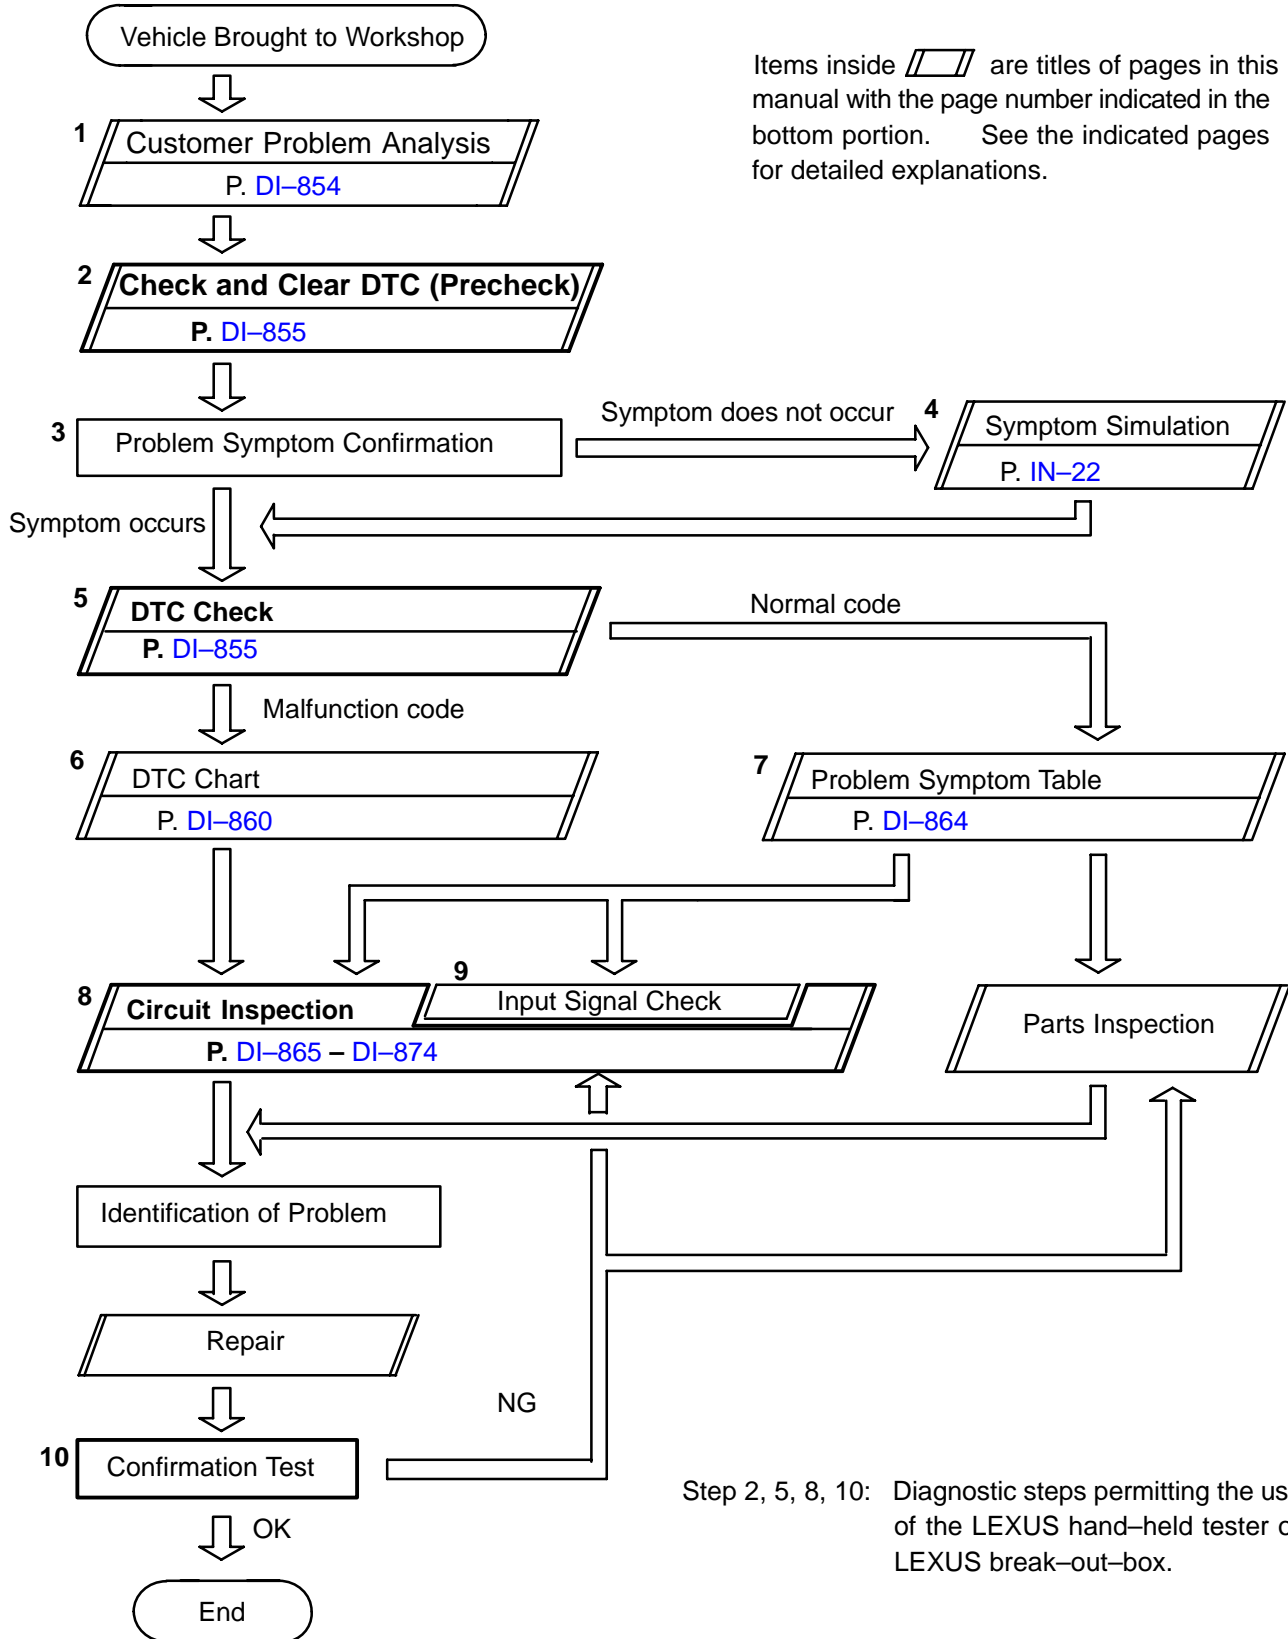 Vehicle Brought to Workshop
Items inside are titles of pages in this
manual with the page number indicated in the
bottom portion. See the indicated pages
for detailed explanations.
1 Customer Problem Analysis
P. DI–854
2 Check and Clear DTC (Precheck)
P. DI–855
3 Problem Symptom Confirmation
Symptom does not occur
4 Symptom Simulation
P. IN–22
Symptom occurs
5 DTC Check
P. DI–855
Normal code
Malfunction code
6 DTC Chart
P. DI–860
7 Problem Symptom Table
P. DI–864
8 Circuit Inspection
P. DI–865 – DI–874
9 Input Signal Check
Parts Inspection
Identification of Problem
Repair
NG
10 Confirmation Test
OK
End
Step 2, 5, 8, 10: Diagnostic steps permitting the
of the LEXUS hand–held tester
LEXUS break–out–box.